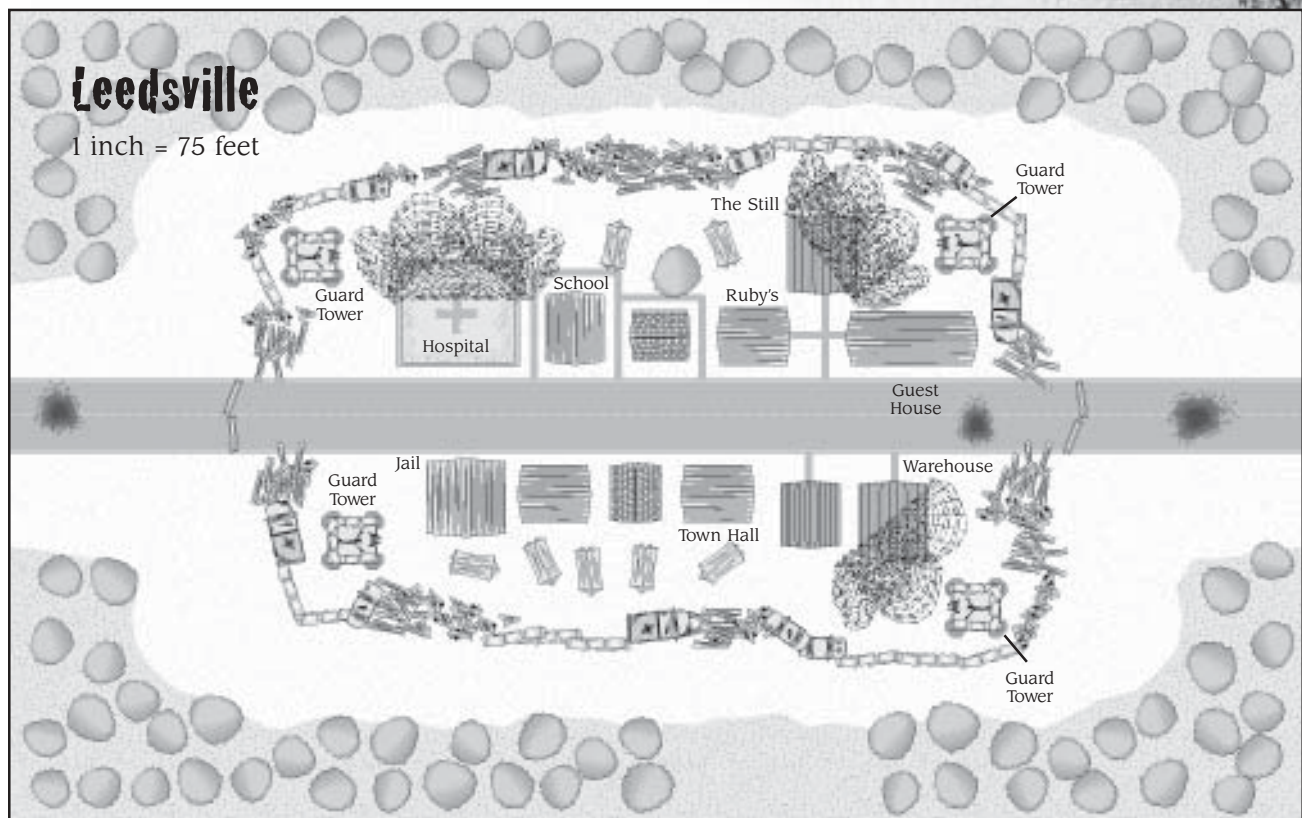 Leedsville
1 inch = 75 feet
Guard
Tower
The Still
Guard
Tower
School
Ruby's
Hospital
Guest
House
Jail
Warehouse
Guard
Tower
Town Hall
Guard
Tower